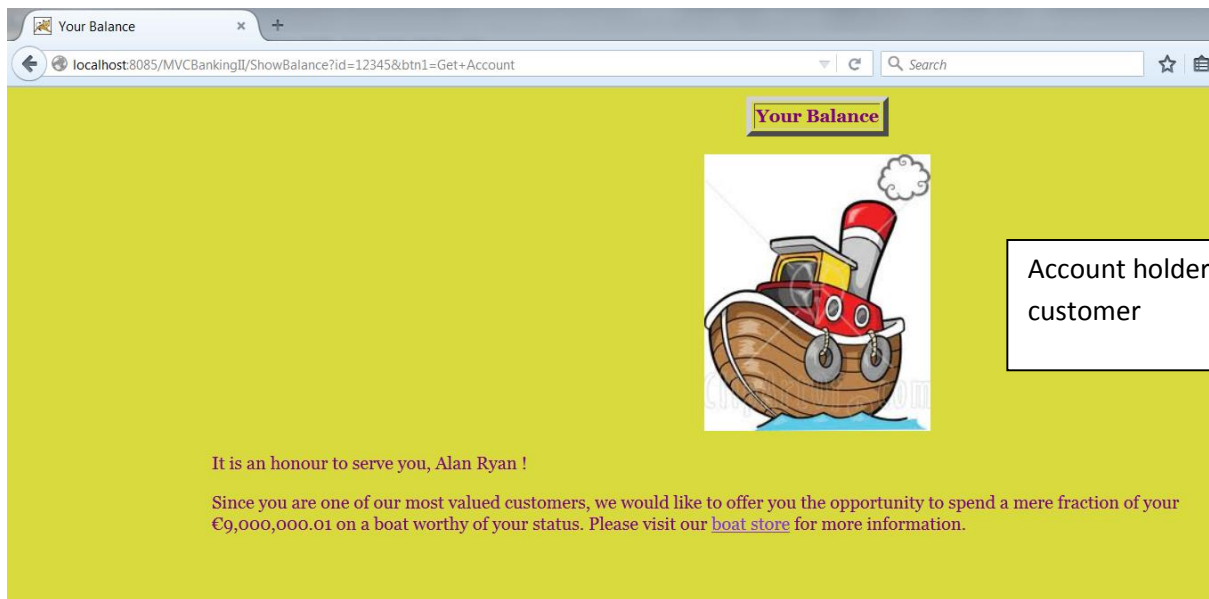 Your Balance
localhost:8085/MVCBankingII/ShowBalance?id=12345&btn1=Get+Account
Search
Your Balance
Account holder
customer
It is an honour to serve you, Alan Ryan !
Since you are one of our most valued customers, we would like to offer you the opportunity to spend a mere fraction of your
€9,000,000.01 on a boat worthy of your status. Please visit our boat store for more information.